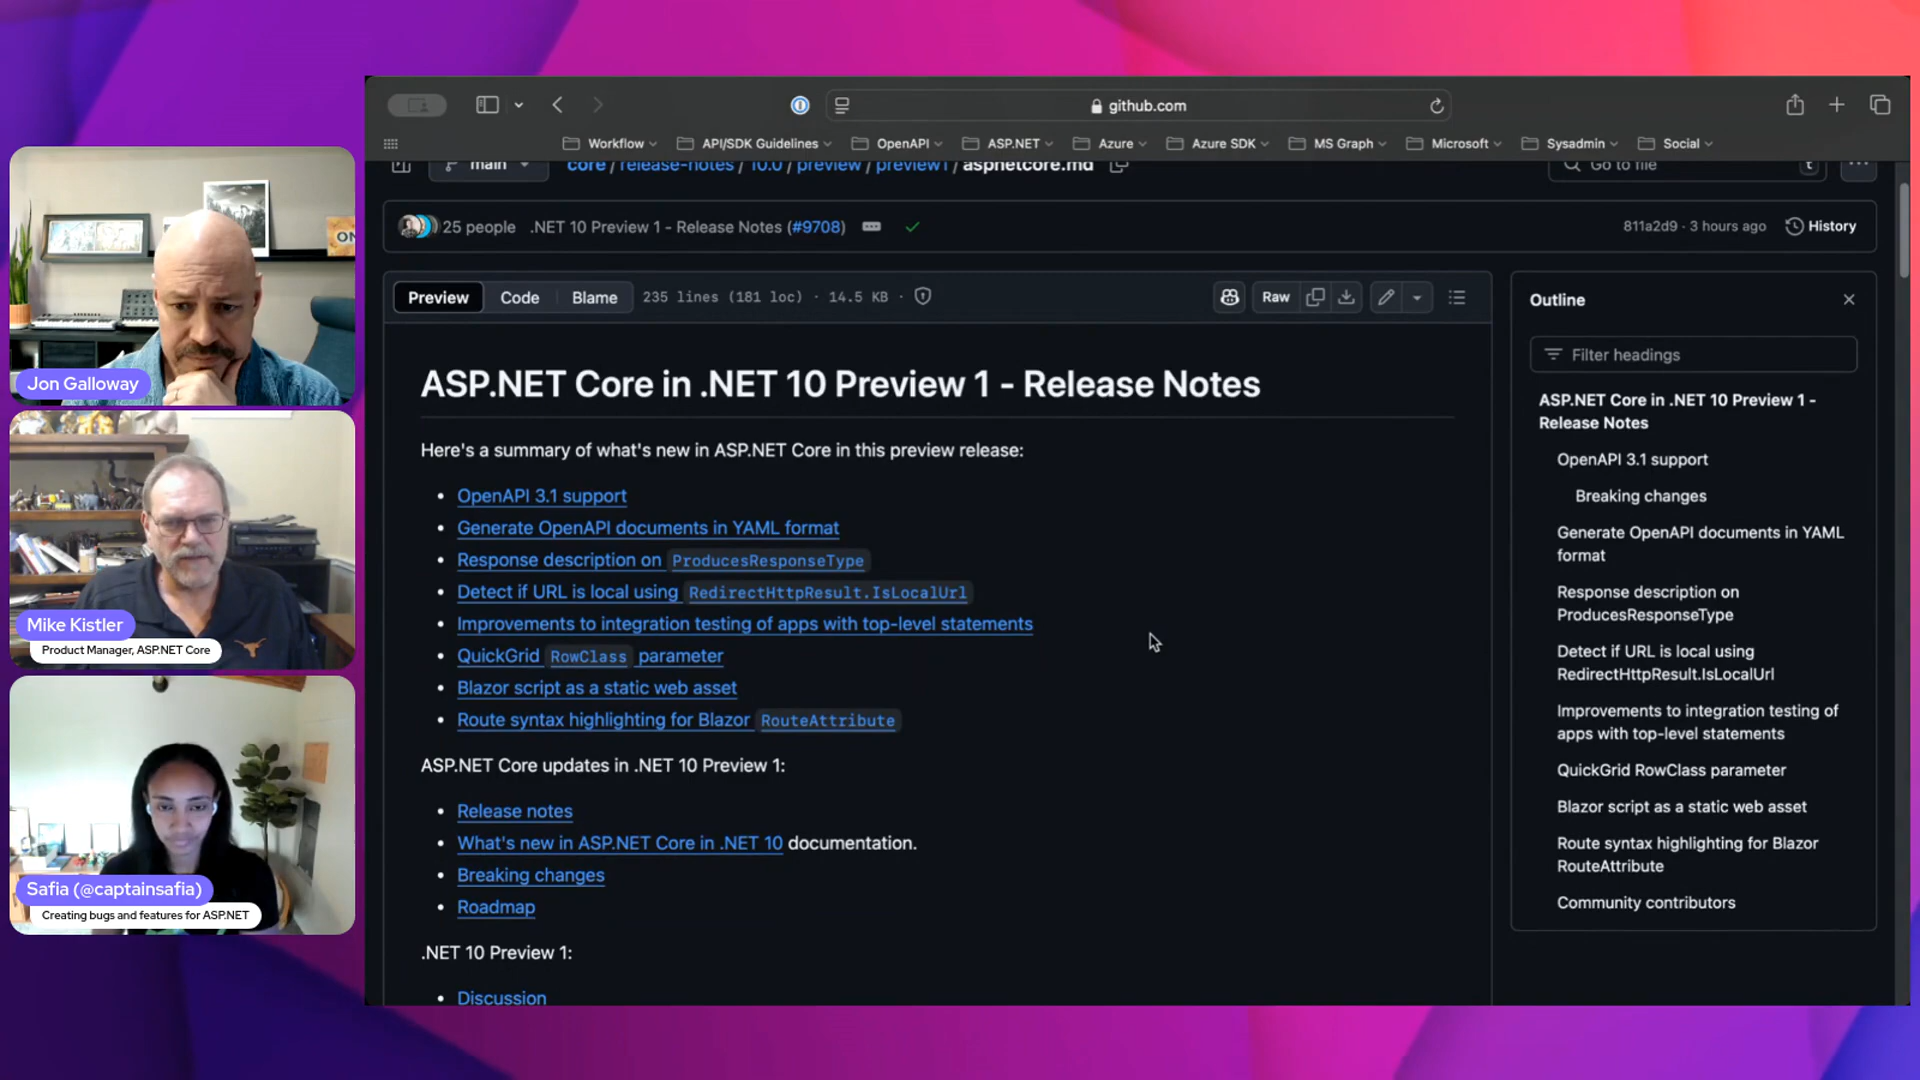 github.com
Workflow
API/SDK Guidelines
OpenAPI
ASP.NET
Azure
Azure SDK
MS Graph
Microsoft
Sysadmin
Social
main
core / release-notes / 10.0 / preview / preview1 / aspnetcore.md
Go to file
t
25 people .NET 10 Preview 1 - Release Notes (#9708)
811a2d9 · 3 hours ago
History
Preview
Code
Blame
235 lines (181 loc) · 14.5 KB ·
Raw
ASP.NET Core in .NET 10 Preview 1 - Release Notes
Here's a summary of what's new in ASP.NET Core in this preview release:
• OpenAPI 3.1 support
• Generate OpenAPI documents in YAML format
• Response description on ProducesResponseType
• Detect if URL is local using RedirectHttpResult.IsLocalUrl
• Improvements to integration testing of apps with top-level statements
• QuickGrid RowClass parameter
• Blazor script as a static web asset
• Route syntax highlighting for Blazor RouteAttribute
ASP.NET Core updates in .NET 10 Preview 1:
• Release notes
• What's new in ASP.NET Core in .NET 10 documentation.
• Breaking changes
• Roadmap
.NET 10 Preview 1:
• Discussion
Outline
Filter headings
ASP.NET Core in .NET 10 Preview 1 -
Release Notes
OpenAPI 3.1 support
Breaking changes
Generate OpenAPI documents in YAML
format
Response description on
ProducesResponseType
Detect if URL is local using
RedirectHttpResult.IsLocalUrl
Improvements to integration testing of
apps with top-level statements
QuickGrid RowClass parameter
Blazor script as a static web asset
Route syntax highlighting for Blazor
RouteAttribute
Community contributors
ON
Jon Galloway
Mike Kistler
Product Manager, ASP.NET Core
Safia (@captainsafia)
Creating bugs and features for ASP.NET